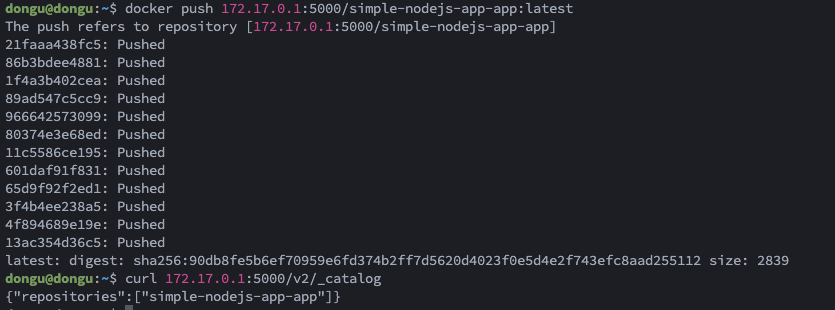 dongu@dongu:~$ docker push 172.17.0.1:5000/simple-nodejs-app-app:latest
The push refers to repository [172.17.0.1:5000/simple-nodejs-app-app]
21faaa438fc5: Pushed
86b3bdee4881: Pushed
1f4a3b402cea: Pushed
89ad547c5cc9: Pushed
966642573099: Pushed
80374e3e68ed: Pushed
11c5586ce195: Pushed
601daf91f831: Pushed
65d9f92f2ed1: Pushed
3f4b4ee238a5: Pushed
4f894689e19e: Pushed
13ac354d36c5: Pushed
latest: digest: sha256:90db8fe5b6ef70959e6fd374b2ff7d5620d4023f0e5d4e2f743efc8aad255112 size: 2839
dongu@dongu:~$ curl 172.17.0.1:5000/v2/_catalog
{"repositories":["simple-nodejs-app-app"]}